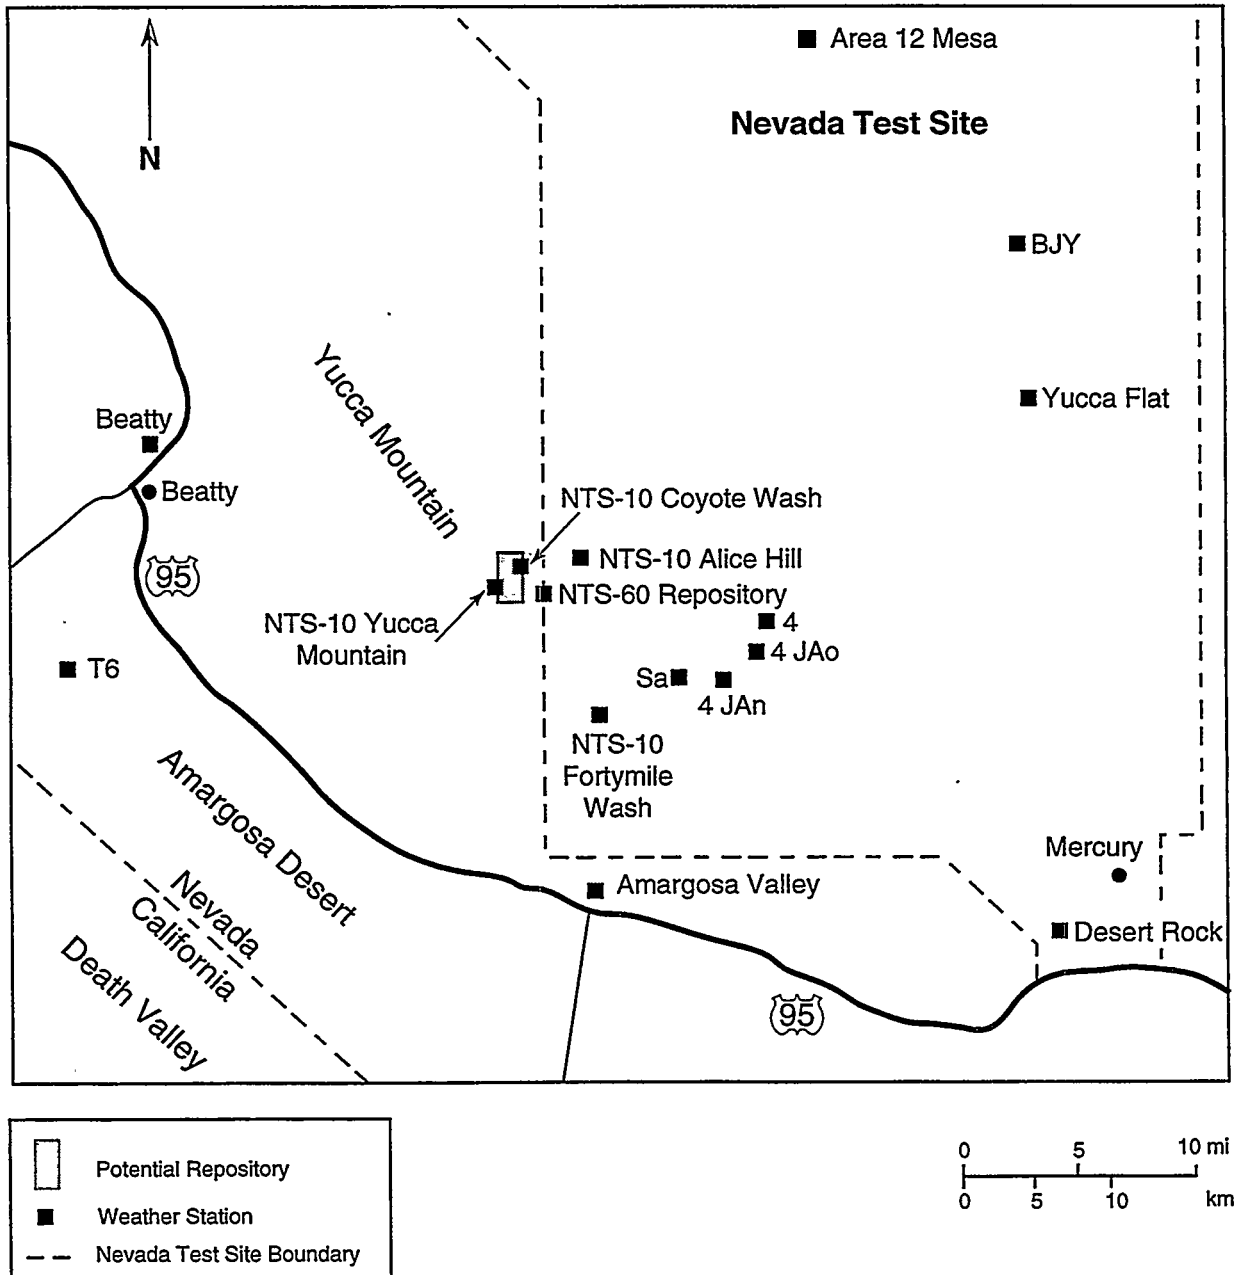 Area 12 Mesa
Nevada Test Site
N
BJY
Yucca Mountain
Yucca Flat
Beatty
Beatty
NTS-10 Coyote Wash
NTS-10 Alice Hill
95
NTS-60 Repository
NTS-10 Yucca
Mountain
4
4 JAo
Sa
T6
4 JAn
NTS-10
Fortymile
Wash
Amargosa Desert
Mercury
Nevada
California
Amargosa Valley
Desert Rock
Death Valley
95
Potential Repository
Weather Station
Nevada Test Site Boundary
0 5 10 mi
0 5 10 km